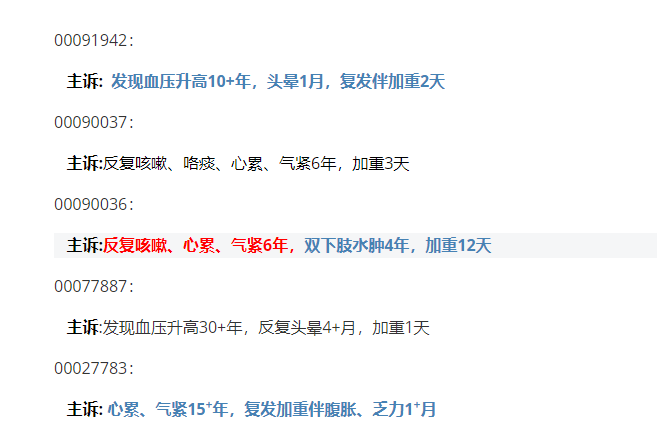 00091942：
主诉: 发现血压升高10+年，头晕1月，复发伴加重2天
00090037：
主诉:反复咳嗽、咯痰、心累、气紧6年，加重3天
00090036：
主诉:反复咳嗽、心累、气紧6年，双下肢水肿4年，加重12天
00077887：
主诉:发现血压升高30+年，反复头晕4+月，加重1天
00027783：
主诉: 心累、气紧15⁺年，复发加重伴腹胀、乏力1⁺月